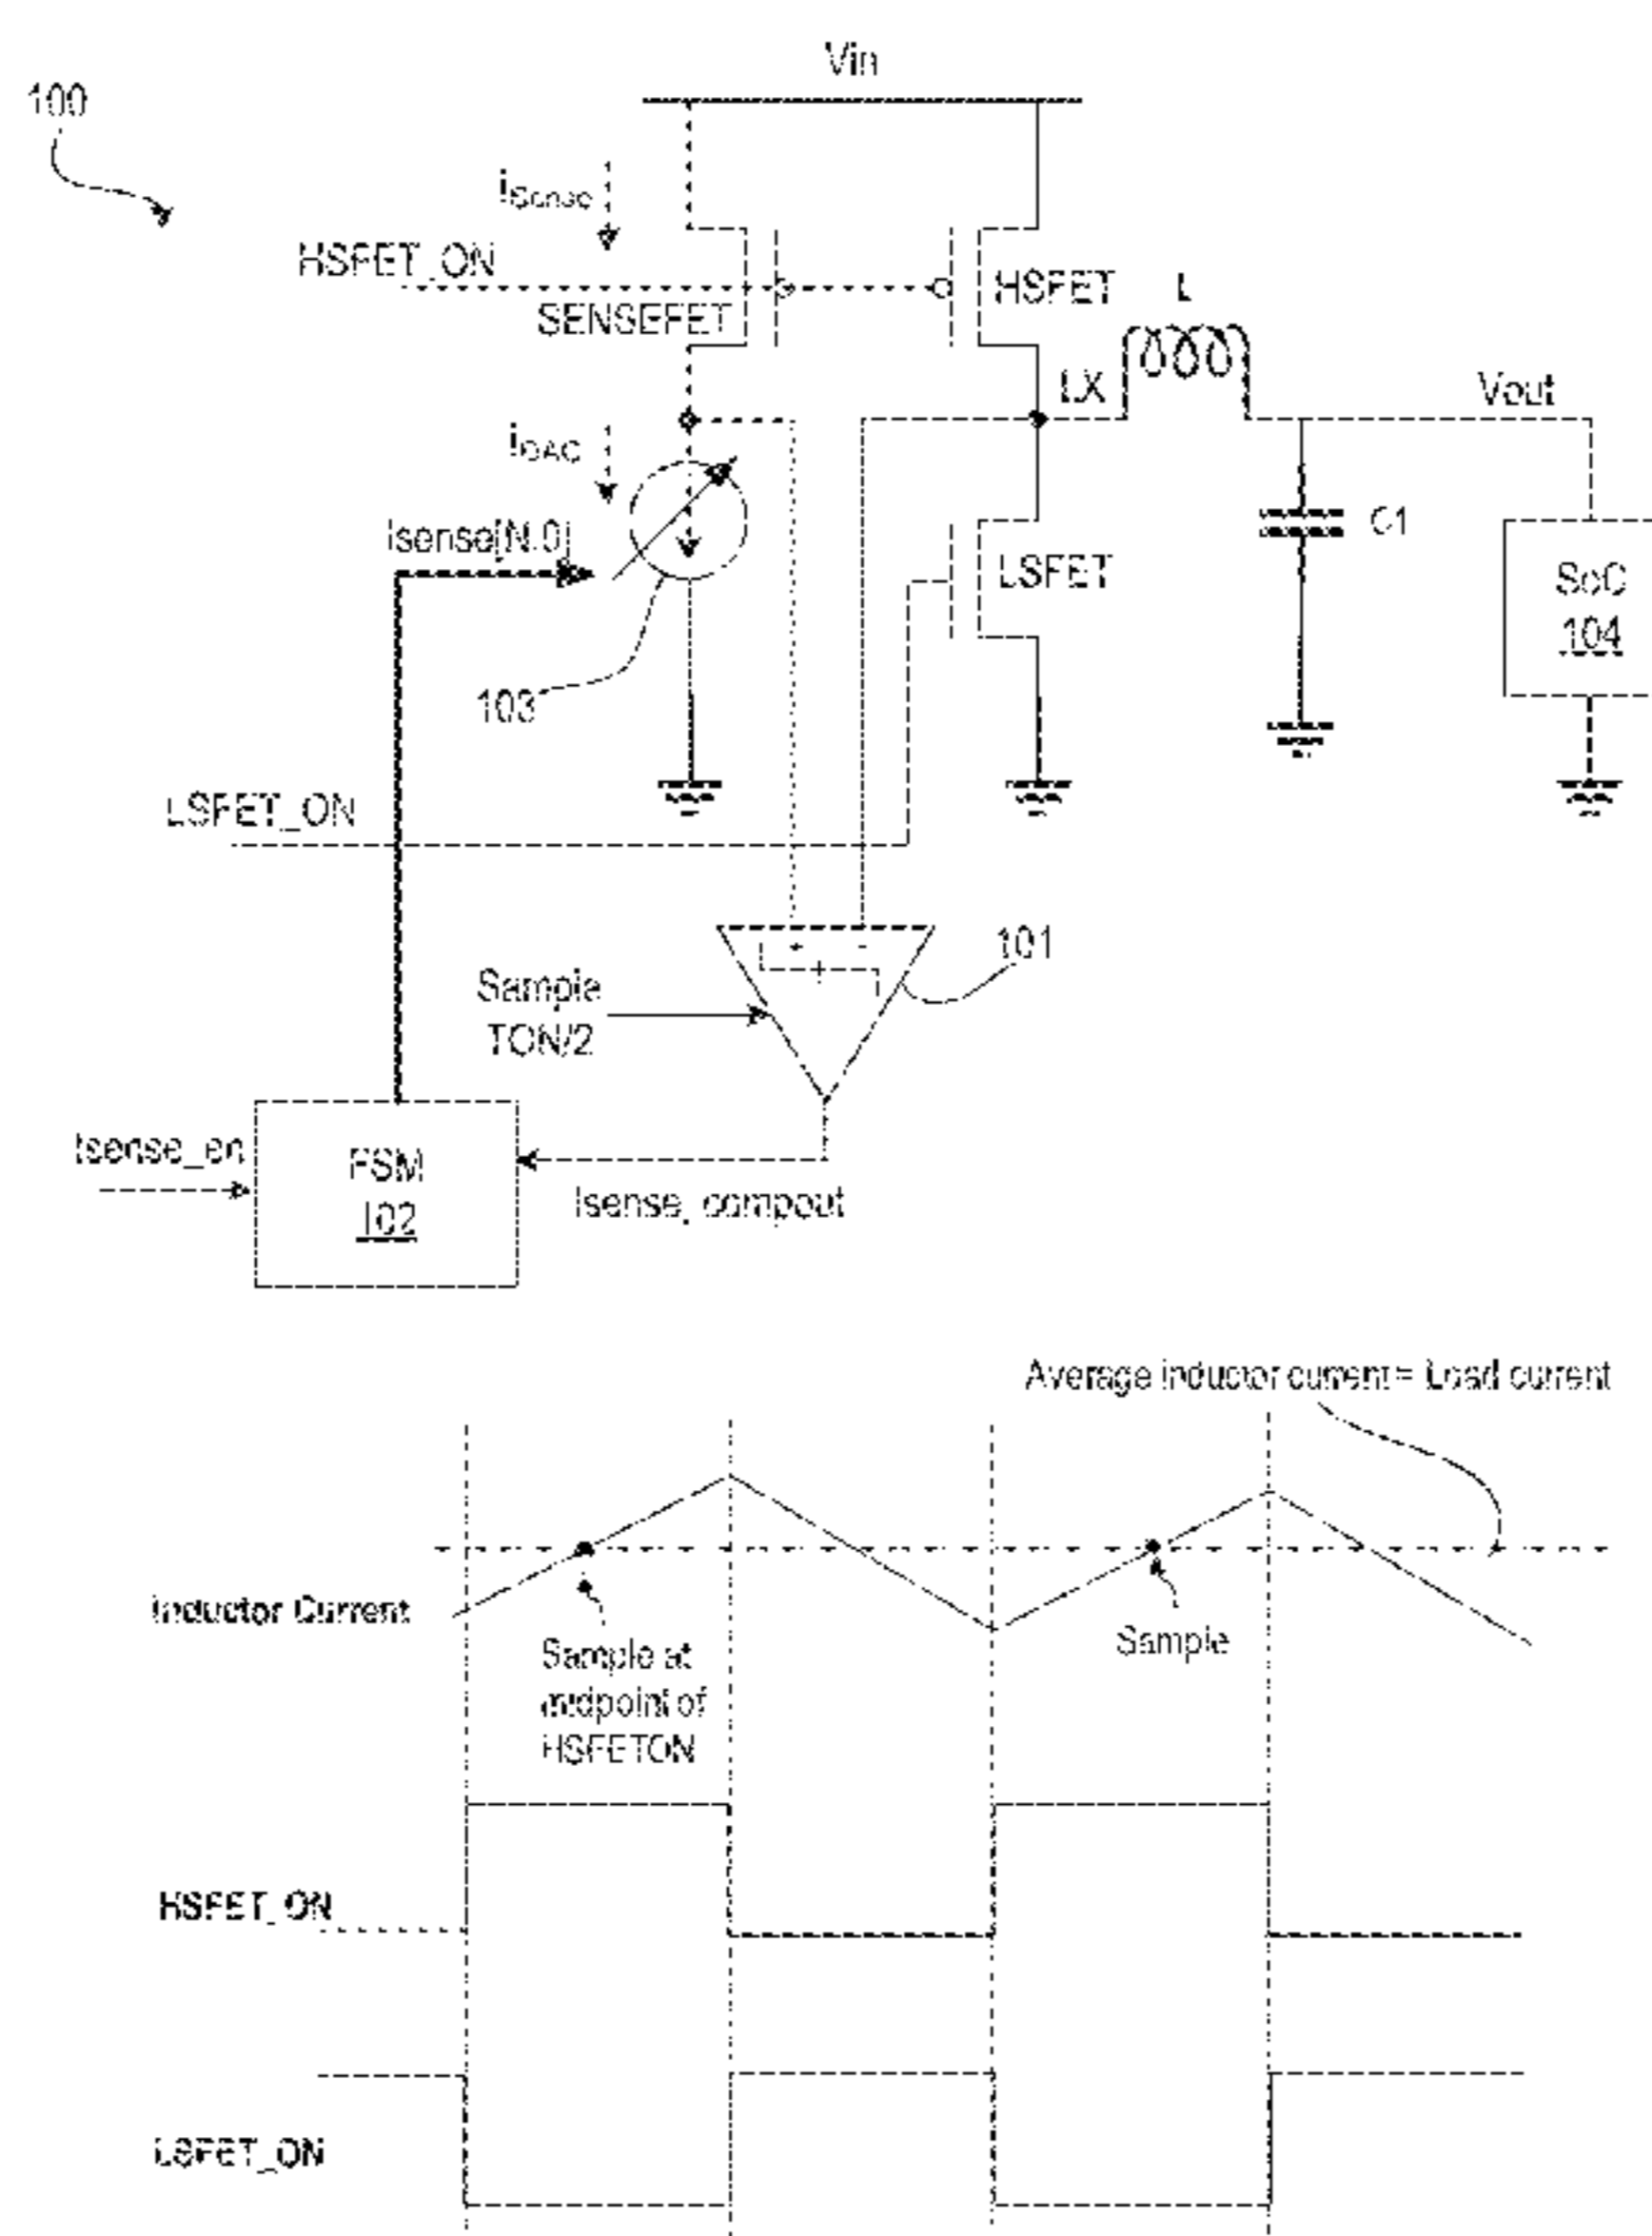 Vin
100
iSense
HSFET_ON
HSFET
L
SENSEFET
LX
Vout
iDAC
C1
Isense[N:0]
LSFET
SoC
104
103
LSFET_ON
+ -
101
Sample
TON/2
Isense_en
FSM
102
Isense_compout
Average inductor current = Load current
Inductor Current
Sample at
midpoint of
HSFETON
Sample
HSFET_ON
LSFET_ON